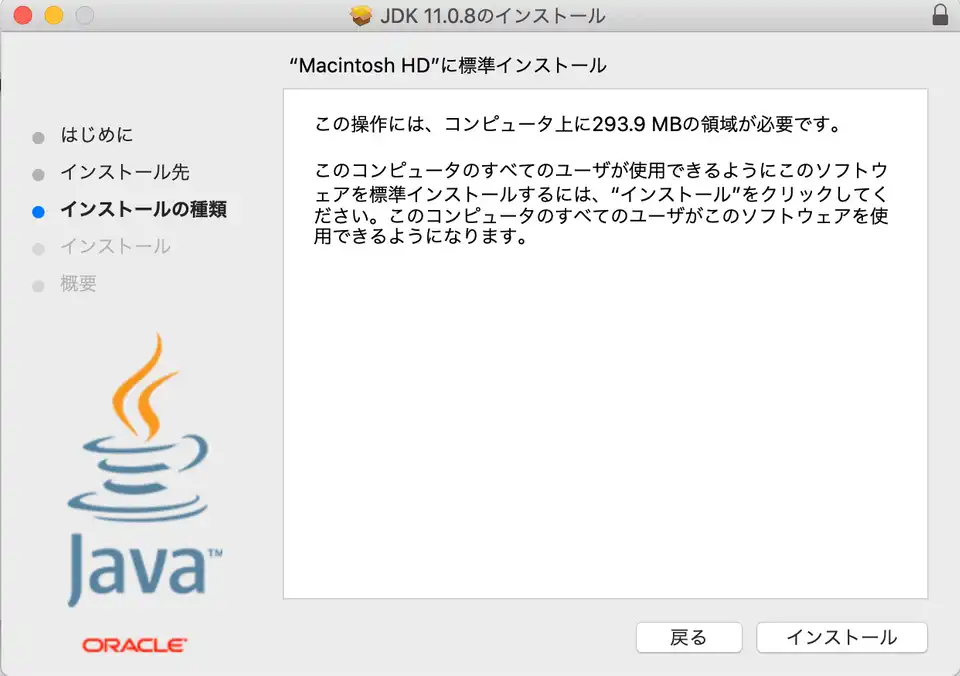 JDK 11.0.8のインストール
“Macintosh HD”に標準インストール
はじめに
インストール先
インストールの種類
インストール
概要
この操作には、コンピュータ上に293.9 MBの領域が必要です。
このコンピュータのすべてのユーザが使用できるようにこのソフトウ
ェアを標準インストールするには、“インストール”をクリックしてく
ださい。このコンピュータのすべてのユーザがこのソフトウェアを使
用できるようになります。
Java™
ORACLE
戻る
インストール